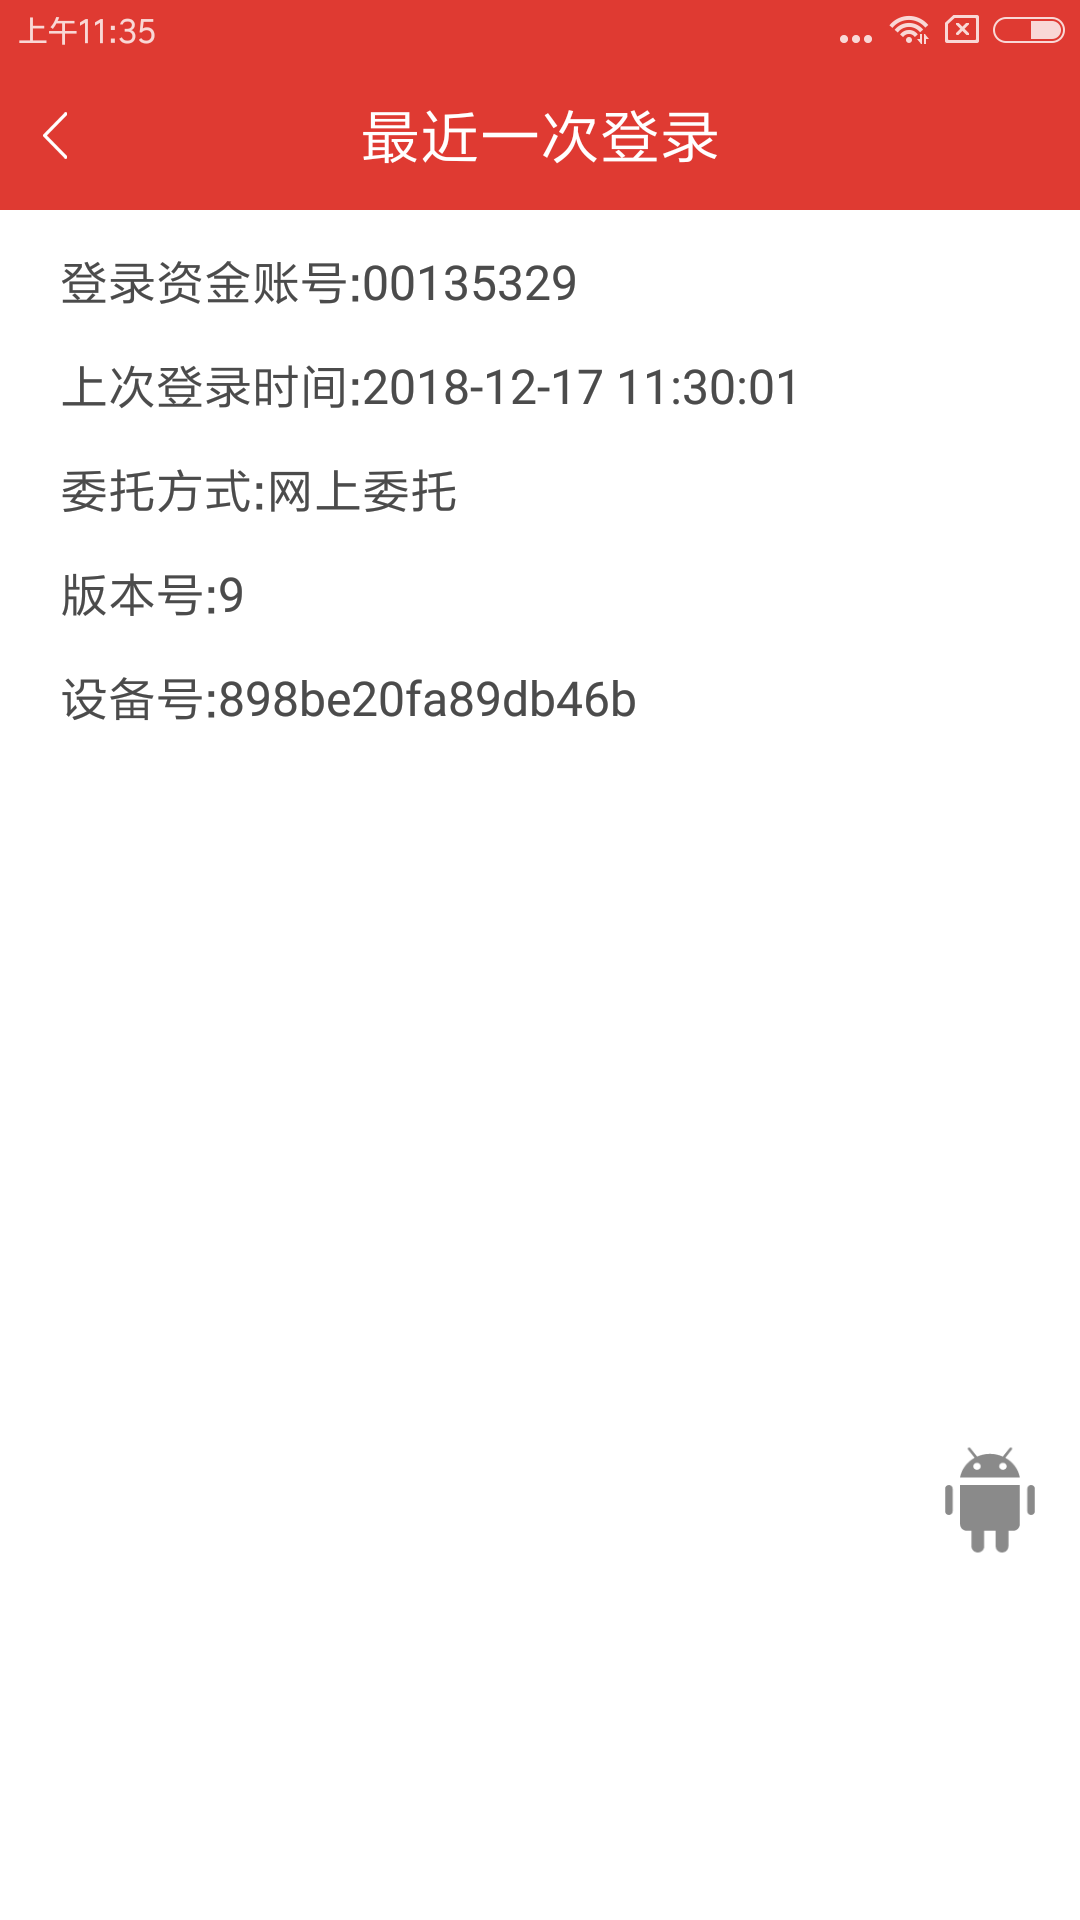 上午11:35
最近一次登录
登录资金账号:00135329
上次登录时间:2018-12-17 11:30:01
委托方式:网上委托
版本号:9
设备号:898be20fa89db46b